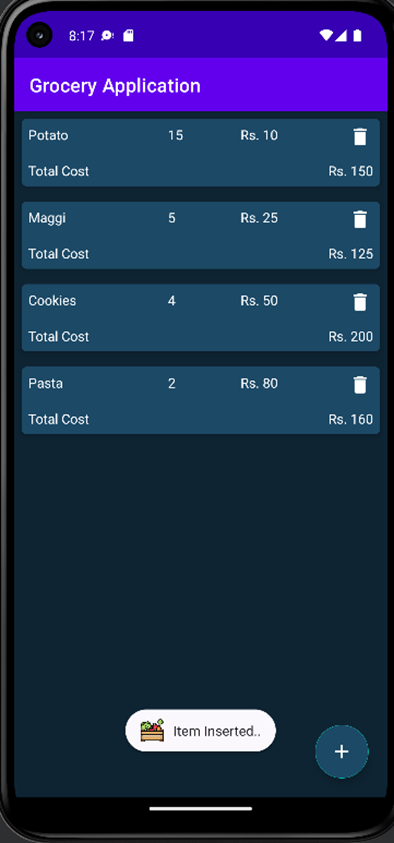 8:17
Grocery Application
Potato 15 Rs. 10
Total Cost Rs. 150
Maggi 5 Rs. 25
Total Cost Rs. 125
Cookies 4 Rs. 50
Total Cost Rs. 200
Pasta 2 Rs. 80
Total Cost Rs. 160
Item Inserted..
+